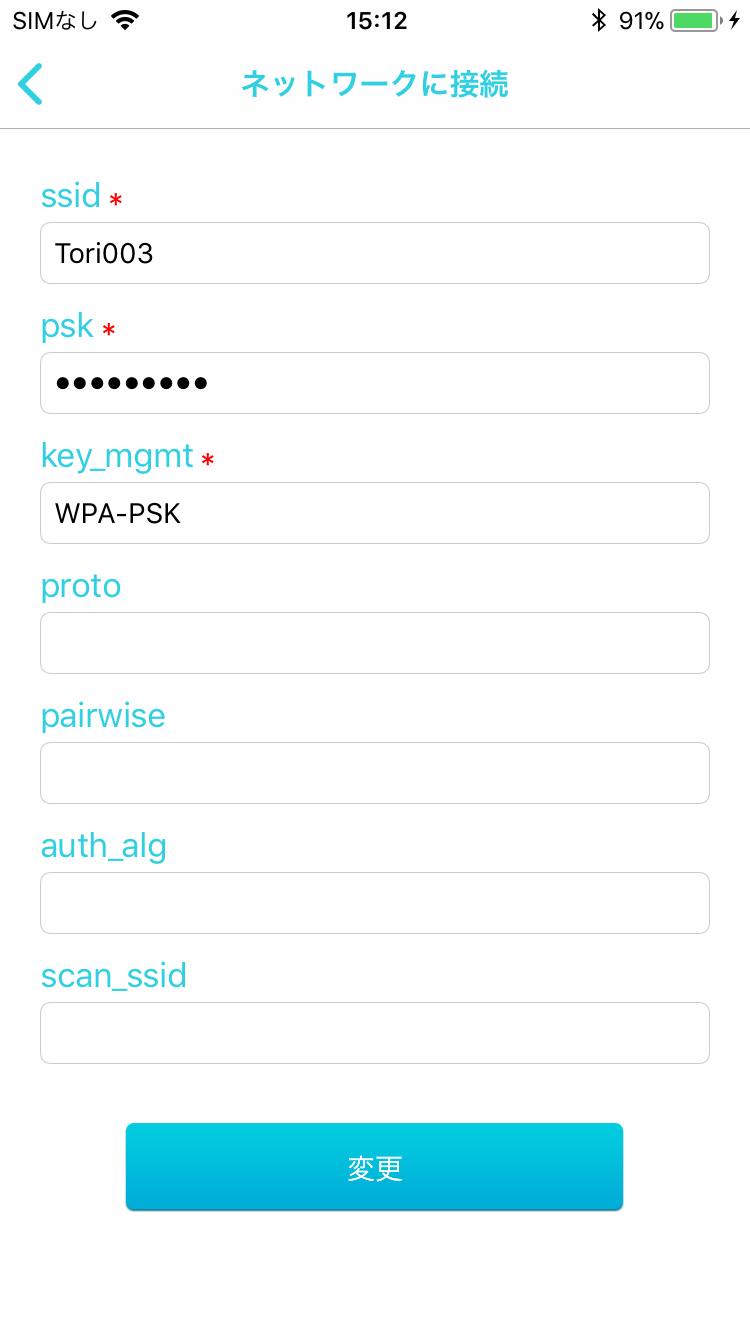 SIMなし 15:12 91%
ネットワークに接続
ssid *
Tori003
psk *
•••••••••
key_mgmt *
WPA-PSK
proto
pairwise
auth_alg
scan_ssid
変更